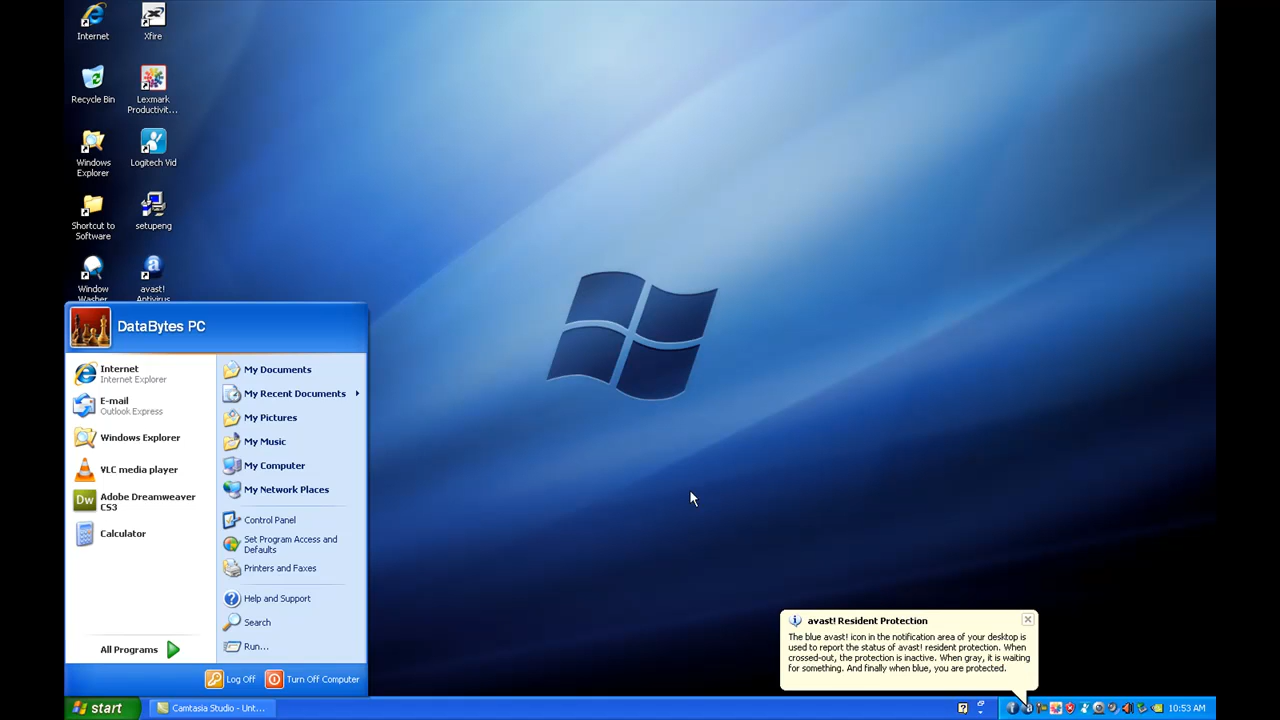 Internet
Xfire
Recycle Bin
Lexmark
Productivit...
Windows
Explorer
Logitech Vid
Shortcut to
Software
setupeng
Window
Washer
avast!
Antivirus
DataBytes PC
Internet
Internet Explorer
E-mail
Outlook Express
Windows Explorer
VLC media player
Dw
Adobe Dreamweaver
CS3
Calculator
All Programs
My Documents
My Recent Documents
My Pictures
My Music
My Computer
My Network Places
Control Panel
Set Program Access and
Defaults
Printers and Faxes
Help and Support
Search
Run...
Log Off
Turn Off Computer
avast! Resident Protection
The blue avast! icon in the notification area of your desktop is
used to report the status of avast! resident protection. When
crossed-out, the protection is inactive. When gray, it is waiting
for something. And finally when blue, you are protected.
start
Camtasia Studio - Unt...
10:53 AM